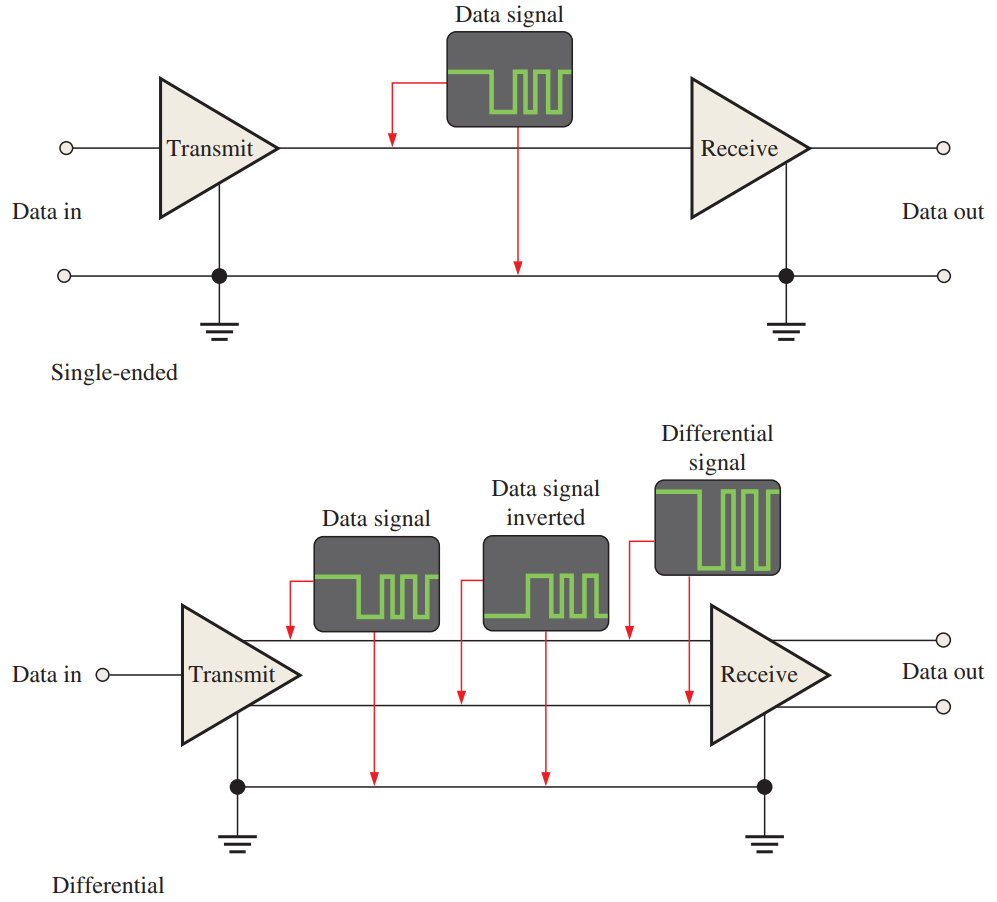 Data signal
Transmit
Receive
Data in
Data out
Single-ended
Differential
signal
Data signal
inverted
Data signal
Data in
Transmit
Receive
Data out
Differential